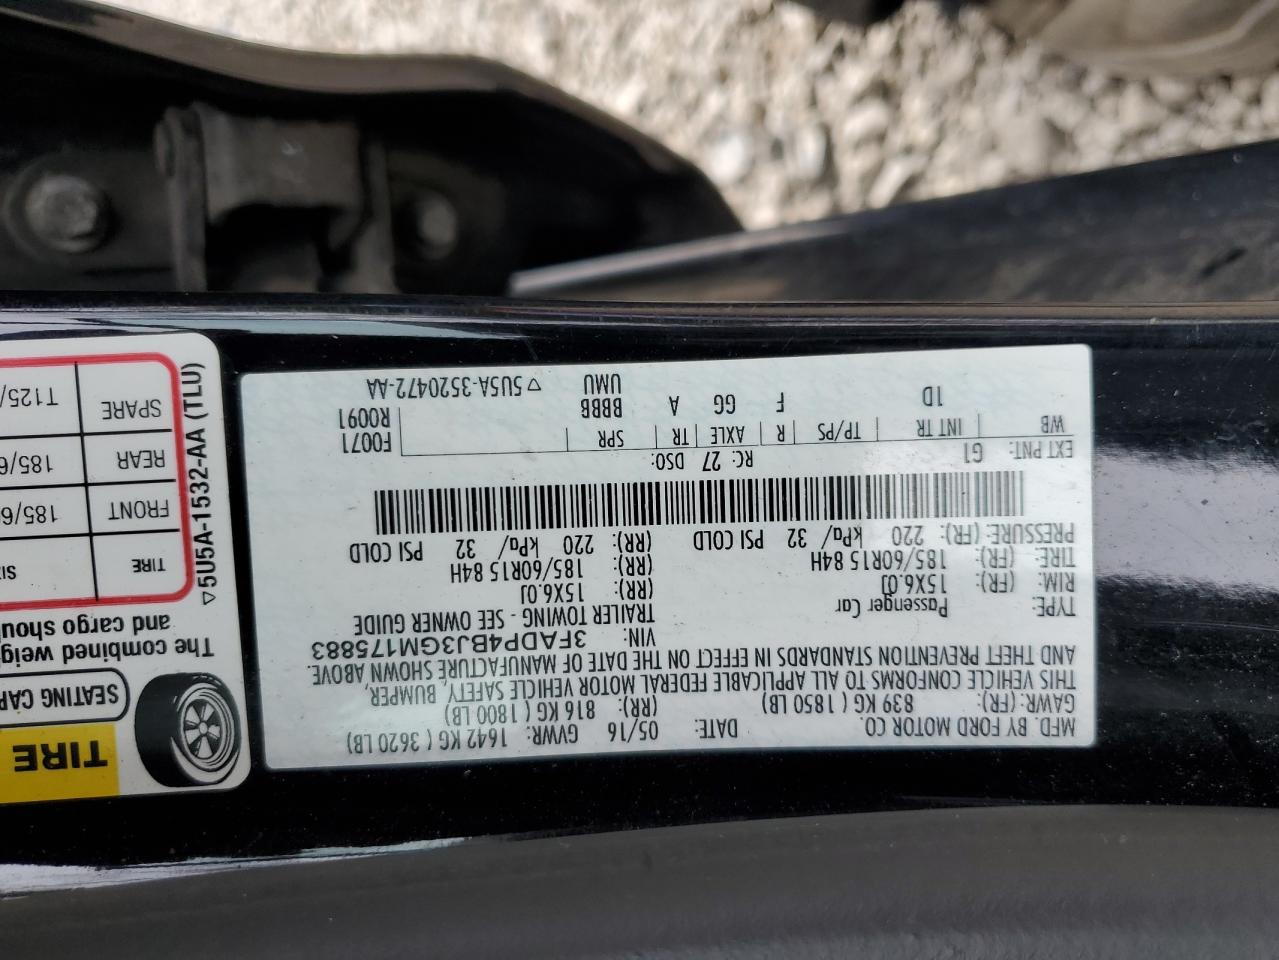 MFD. BY FORD MOTOR CO.
DATE: 05/16 GVWR: 1642 KG ( 3620 LB)
GAWR: (FR): 839 KG ( 1850 LB) (RR): 816 KG ( 1800 LB)
THIS VEHICLE CONFORMS TO ALL APPLICABLE FEDERAL MOTOR VEHICLE SAFETY, BUMPER,
AND THEFT PREVENTION STANDARDS IN EFFECT ON THE DATE OF MANUFACTURE SHOWN ABOVE.
VIN: 3FADP4BJ3GM175883
TYPE: Passenger Car TRAILER TOWING - SEE OWNER GUIDE
RIM: (FR): 15X6.0J (RR): 15X6.0J
TIRE: (FR): 185/60R15 84H (RR): 185/60R15 84H
PRESSURE: (FR): 220 kPa/ 32 PSI COLD (RR): 220 kPa/ 32 PSI COLD
EXT PNT: G1 RC: 27 DSO:
WB INT TR TP/PS R AXLE TR SPR F0071
1D F GG A BBBB R0091
UMU ▽5U5A-3520472-AA
TIRE
SEATING CAP
The combined weig
and cargo shou
TIRE SIZ
FRONT 185/60
REAR 185/6
SPARE T125/
▽5U5A-1532-AA (TLU)